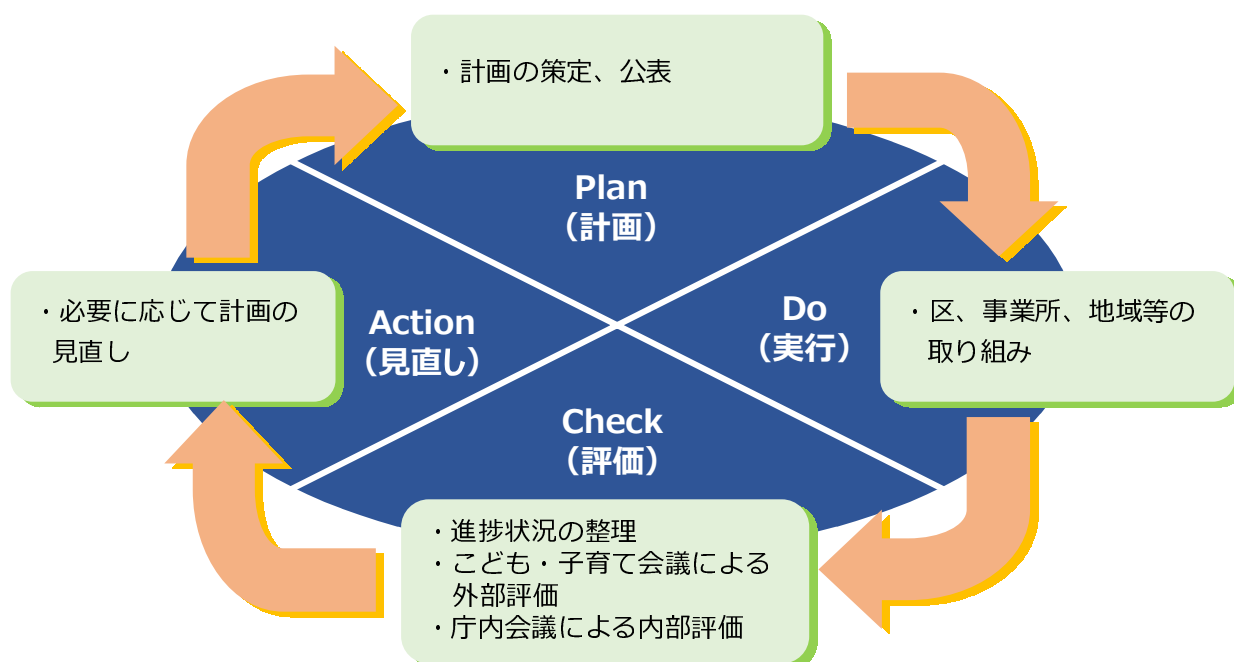 ・計画の策定、公表
Plan
（計画）
Do
（実行）
・区、事業所、地域等の
取り組み
Check
（評価）
・進捗状況の整理
・こども・子育て会議による
外部評価
・庁内会議による内部評価
Action
（見直し）
・必要に応じて計画の
見直し